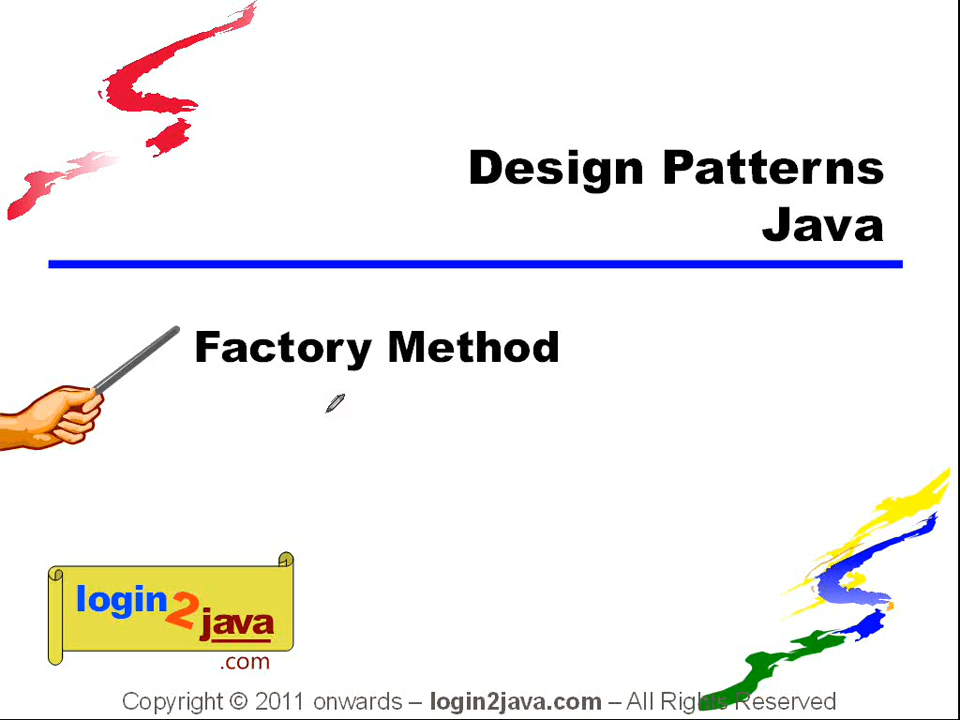 Design Patterns
Java
Factory Method
login2java
.com
Copyright © 2011 onwards – login2java.com – All Rights Reserved